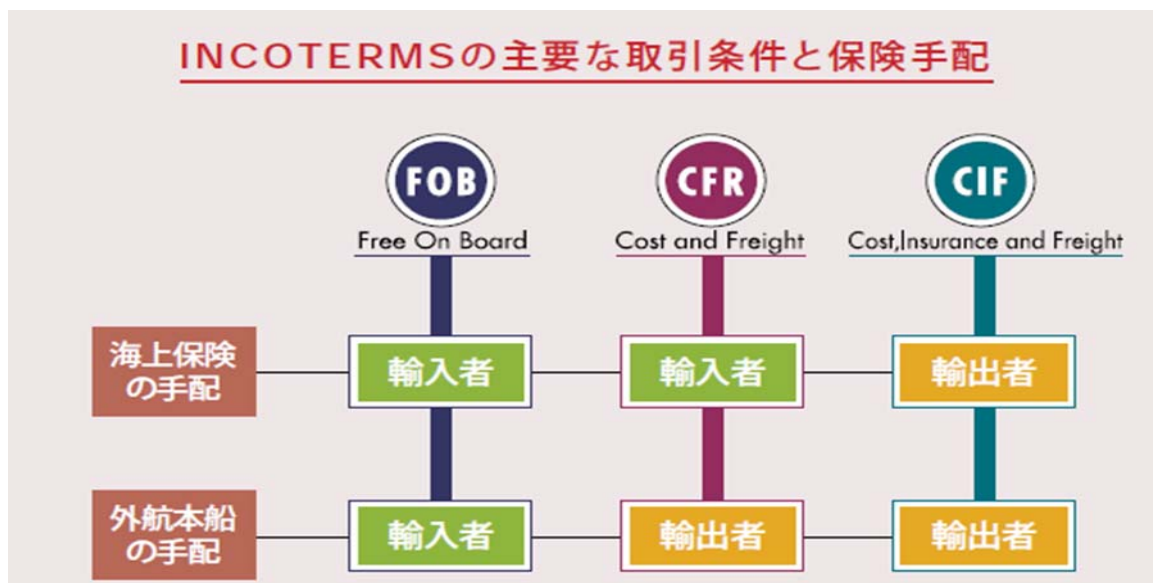 INCOTERMSの主要な取引条件と保険手配
FOB
CFR
CIF
Free On Board
Cost and Freight
Cost,Insurance and Freight
海上保険
の手配
輸入者
輸入者
輸出者
外航本船
の手配
輸入者
輸出者
輸出者